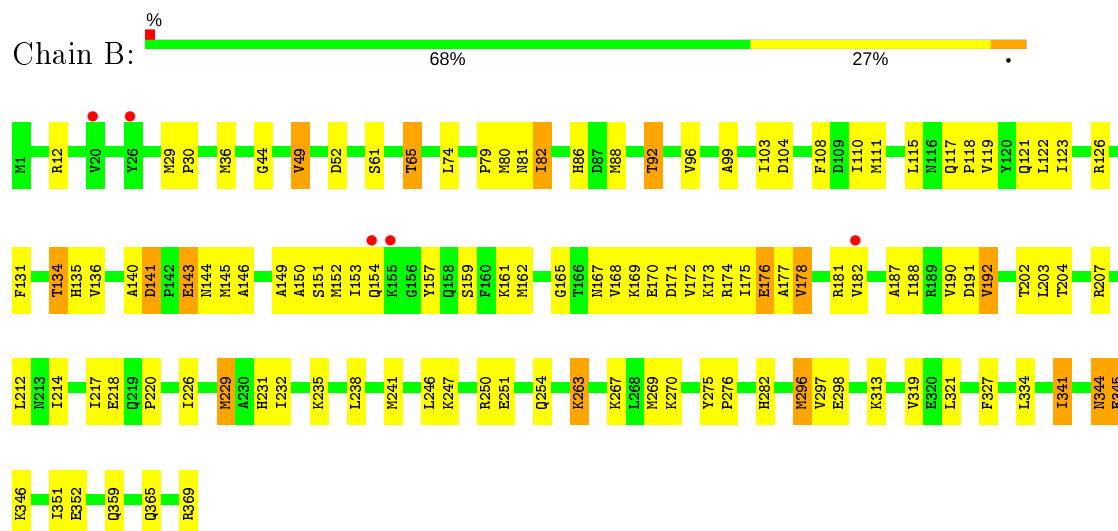 %
Chain B:
68% 27% •
M1 R12 V20 Y26 M29 P30 M36 G44 V49 D52 S61 T65 L74 P79 M80 N81 I82 H86 D87 M88 T92 V96 A99 I103 D104 F108 D109 I110 M111 L115 N116 Q117 P118 V119 Y120 Q121 L122 I123 R126
F131 T134 H135 V136 A140 D141 P142 E143 N144 M145 A146 A149 A150 S151 M152 I153 Q154 K155 G156 Y157 Q158 S159 F160 K161 M162 G165 T166 N167 V168 K169 E170 D171 V172 K173 R174 I175 E176 A177 V178 R181 V182 A187 I188 R189 V190 D191 V192 T202 L203 T204 R207
L212 N213 I214 I217 E218 Q219 P220 I226 M229 A230 H231 I232 K235 L238 M241 L246 K247 R250 E251 Q254 K263 K267 L268 M269 K270 Y275 P276 H282 M296 V297 E298 K313 V319 E320 L321 F327 L334 I341 N344 F345
K346 I351 E352 Q359 Q365 R369